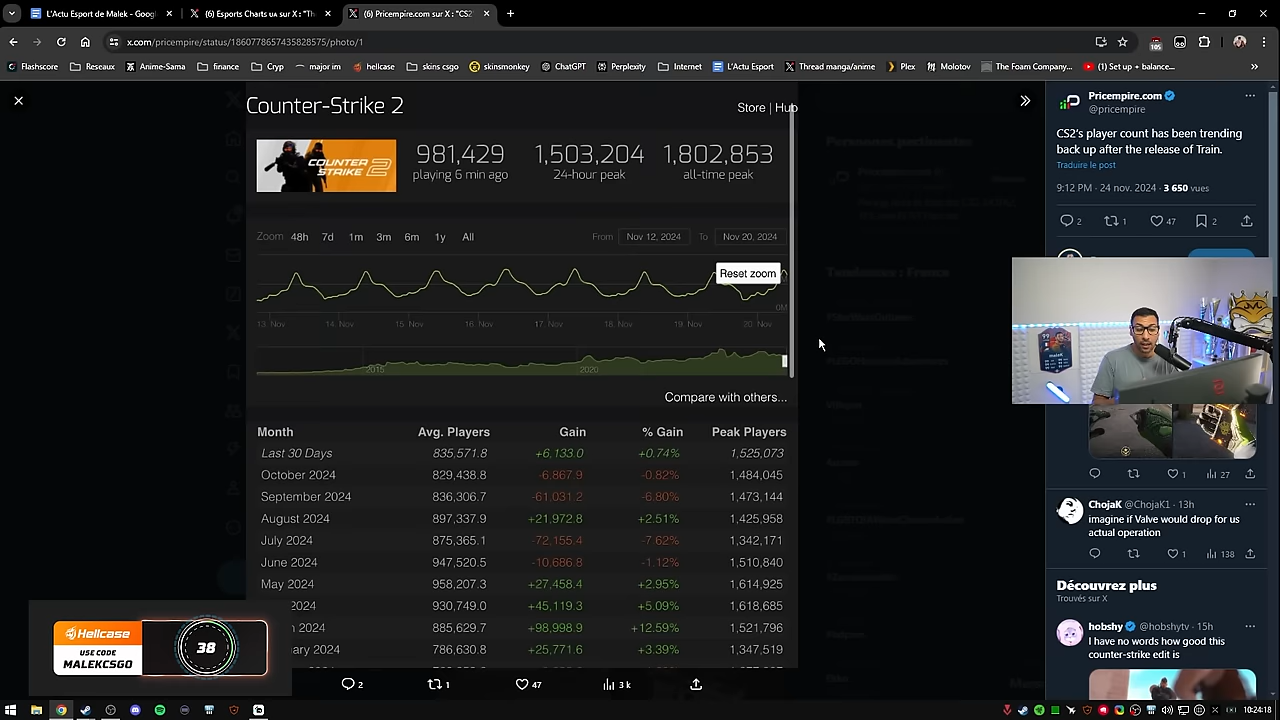 L'Actu Esport de Malek - Googl
(6) Esports Charts UA sur X : "Th
(6) Pricempire.com sur X : "CS2
x.com/pricempire/status/1860778657435828575/photo/1
105
Flashscore
Reseaux
Anime-Sama
finance
Cryp
major im
hellcase
skins csgo
skinsmonkey
ChatGPT
Perplexity
Internet
L'Actu Esport
Thread manga/anime
Plex
Molotov
The Foam Company...
(1) Set up + balance...
Counter-Strike 2
Store | Hub
COUNTER
STRIKE 2
981,429
playing 6 min ago
1,503,204
24-hour peak
1,802,853
all-time peak
Zoom 48h 7d 1m 3m 6m 1y All
From Nov 12, 2024 To Nov 20, 2024
Reset zoom
0M
13. Nov 14. Nov 15. Nov 16. Nov 17. Nov 18. Nov 19. Nov 20. Nov
2015 2020
Compare with others...
Month Avg. Players Gain % Gain Peak Players
Last 30 Days 835,571.8 +6,133.0 +0.74% 1,525,073
October 2024 829,438.8 -6,867.9 -0.82% 1,484,045
September 2024 836,306.7 -61,031.2 -6.80% 1,473,144
August 2024 897,337.9 +21,972.8 +2.51% 1,425,958
July 2024 875,365.1 -72,155.4 -7.62% 1,342,171
June 2024 947,520.5 -10,686.8 -1.12% 1,510,840
May 2024 958,207.3 +27,458.4 +2.95% 1,614,925
2024 930,749.0 +45,119.3 +5.09% 1,618,685
2024 885,629.7 +98,998.9 +12.59% 1,521,796
uary 2024 786,630.8 +25,771.6 +3.39% 1,347,519
2 1 47 3 k
Hellcase
USE CODE
MALEKCSGO
38
Pricempire.com
@pricempire
CS2's player count has been trending
back up after the release of Train.
Traduire le post
9:12 PM · 24 nov. 2024 · 3 650 vues
2 1 47 2
99
maleK
1 27
ChojaK @ChojaK1 · 13h
imagine if Valve would drop for us
actual operation
1 138
Découvrez plus
Trouvés sur X
hobshy @hobshytv · 15h
I have no words how good this
counter-strike edit is
10:24:18